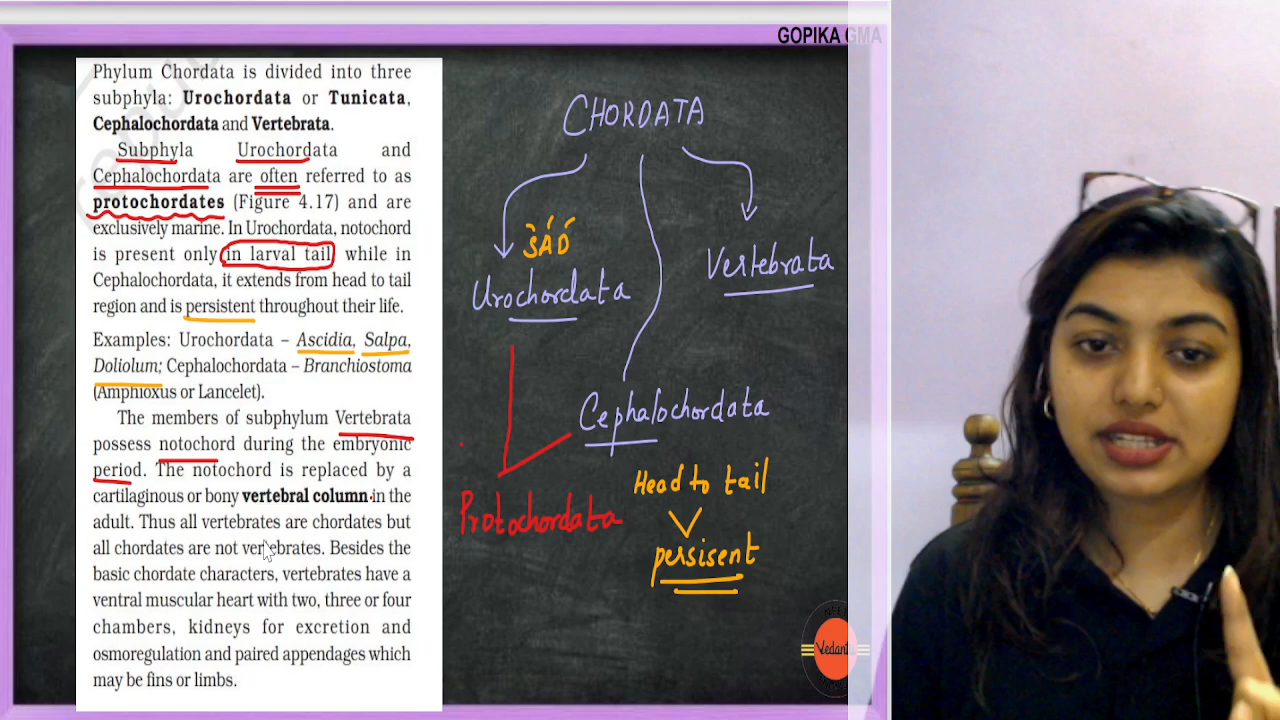 GOPIKA GMA
Phylum Chordata is divided into three
subphyla: Urochordata or Tunicata,
Cephalochordata and Vertebrata.
Subphyla Urochordata and
Cephalochordata are often referred to as
protochordates (Figure 4.17) and are
exclusively marine. In Urochordata, notochord
is present only in larval tail while in
Cephalochordata, it extends from head to tail
region and is persistent throughout their life.
Examples: Urochordata – Ascidia, Salpa,
Doliolum; Cephalochordata – Branchiostoma
(Amphioxus or Lancelet).
The members of subphylum Vertebrata
possess notochord during the embryonic
period. The notochord is replaced by a
cartilaginous or bony vertebral column in the
adult. Thus all vertebrates are chordates but
all chordates are not vertebrates. Besides the
basic chordate characters, vertebrates have a
ventral muscular heart with two, three or four
chambers, kidneys for excretion and
osmoregulation and paired appendages which
may be fins or limbs.
CHORDATA
SAD
Urochordata
Vertebrata
Cephalochordata
Head to tail
Protochordata
persisent
Vedantu